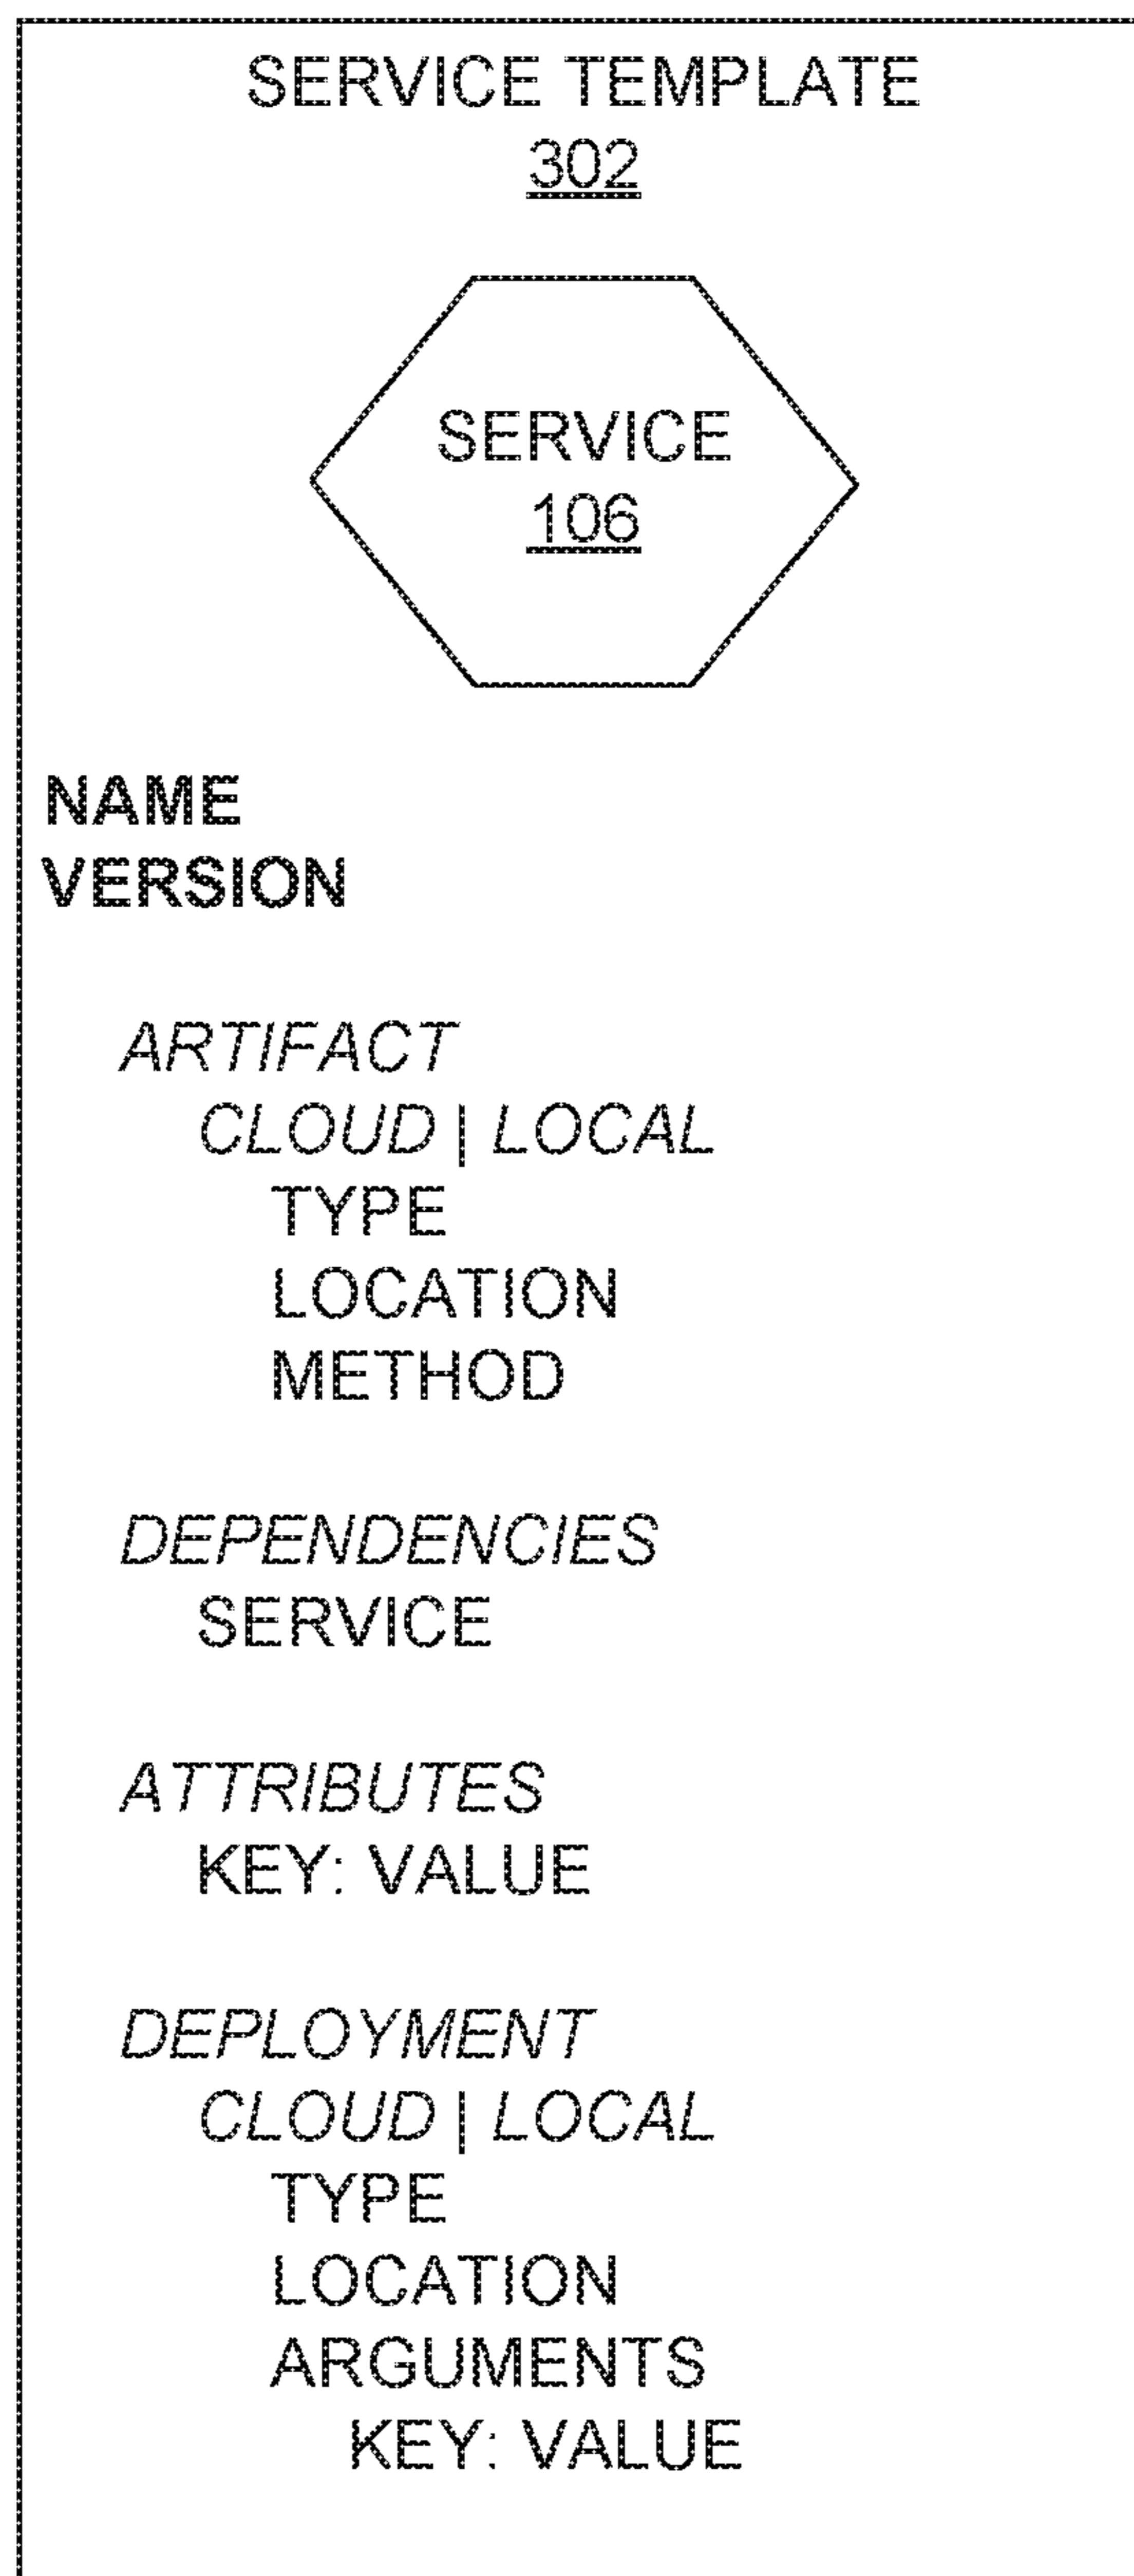 SERVICE TEMPLATE
302
SERVICE
106
NAME
VERSION
ARTIFACT
CLOUD | LOCAL
TYPE
LOCATION
METHOD
DEPENDENCIES
SERVICE
ATTRIBUTES
KEY: VALUE
DEPLOYMENT
CLOUD | LOCAL
TYPE
LOCATION
ARGUMENTS
KEY: VALUE